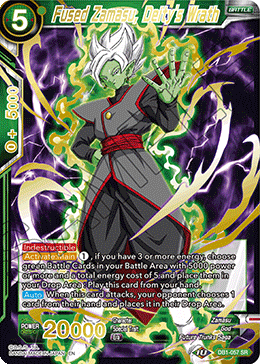 Fused Zamasu, Deity's Wrath
BATTLE
5
0 + 5000
Indestructible
Activate Main 1, if you have 3 or more energy, choose
green Battle Cards in your Battle Area with 5000 power
or more and a total energy cost of 5 and place them in
your Drop Area: Play this card from your hand.
Auto When this card attacks, your opponent chooses 1
card from their hand and places it in their Drop Area.
POWER
20000
Character
Zamasu
Special Trait
God
Era
Future Trunks Saga
DB1-057 SR